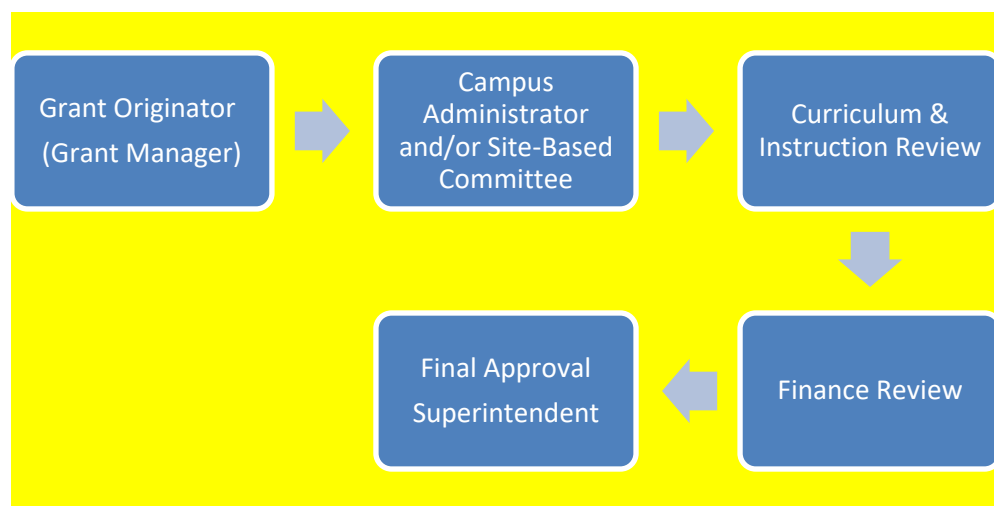 Grant Originator
(Grant Manager)
Campus
Administrator
and/or Site-Based
Committee
Curriculum &
Instruction Review
Finance Review
Final Approval
Superintendent